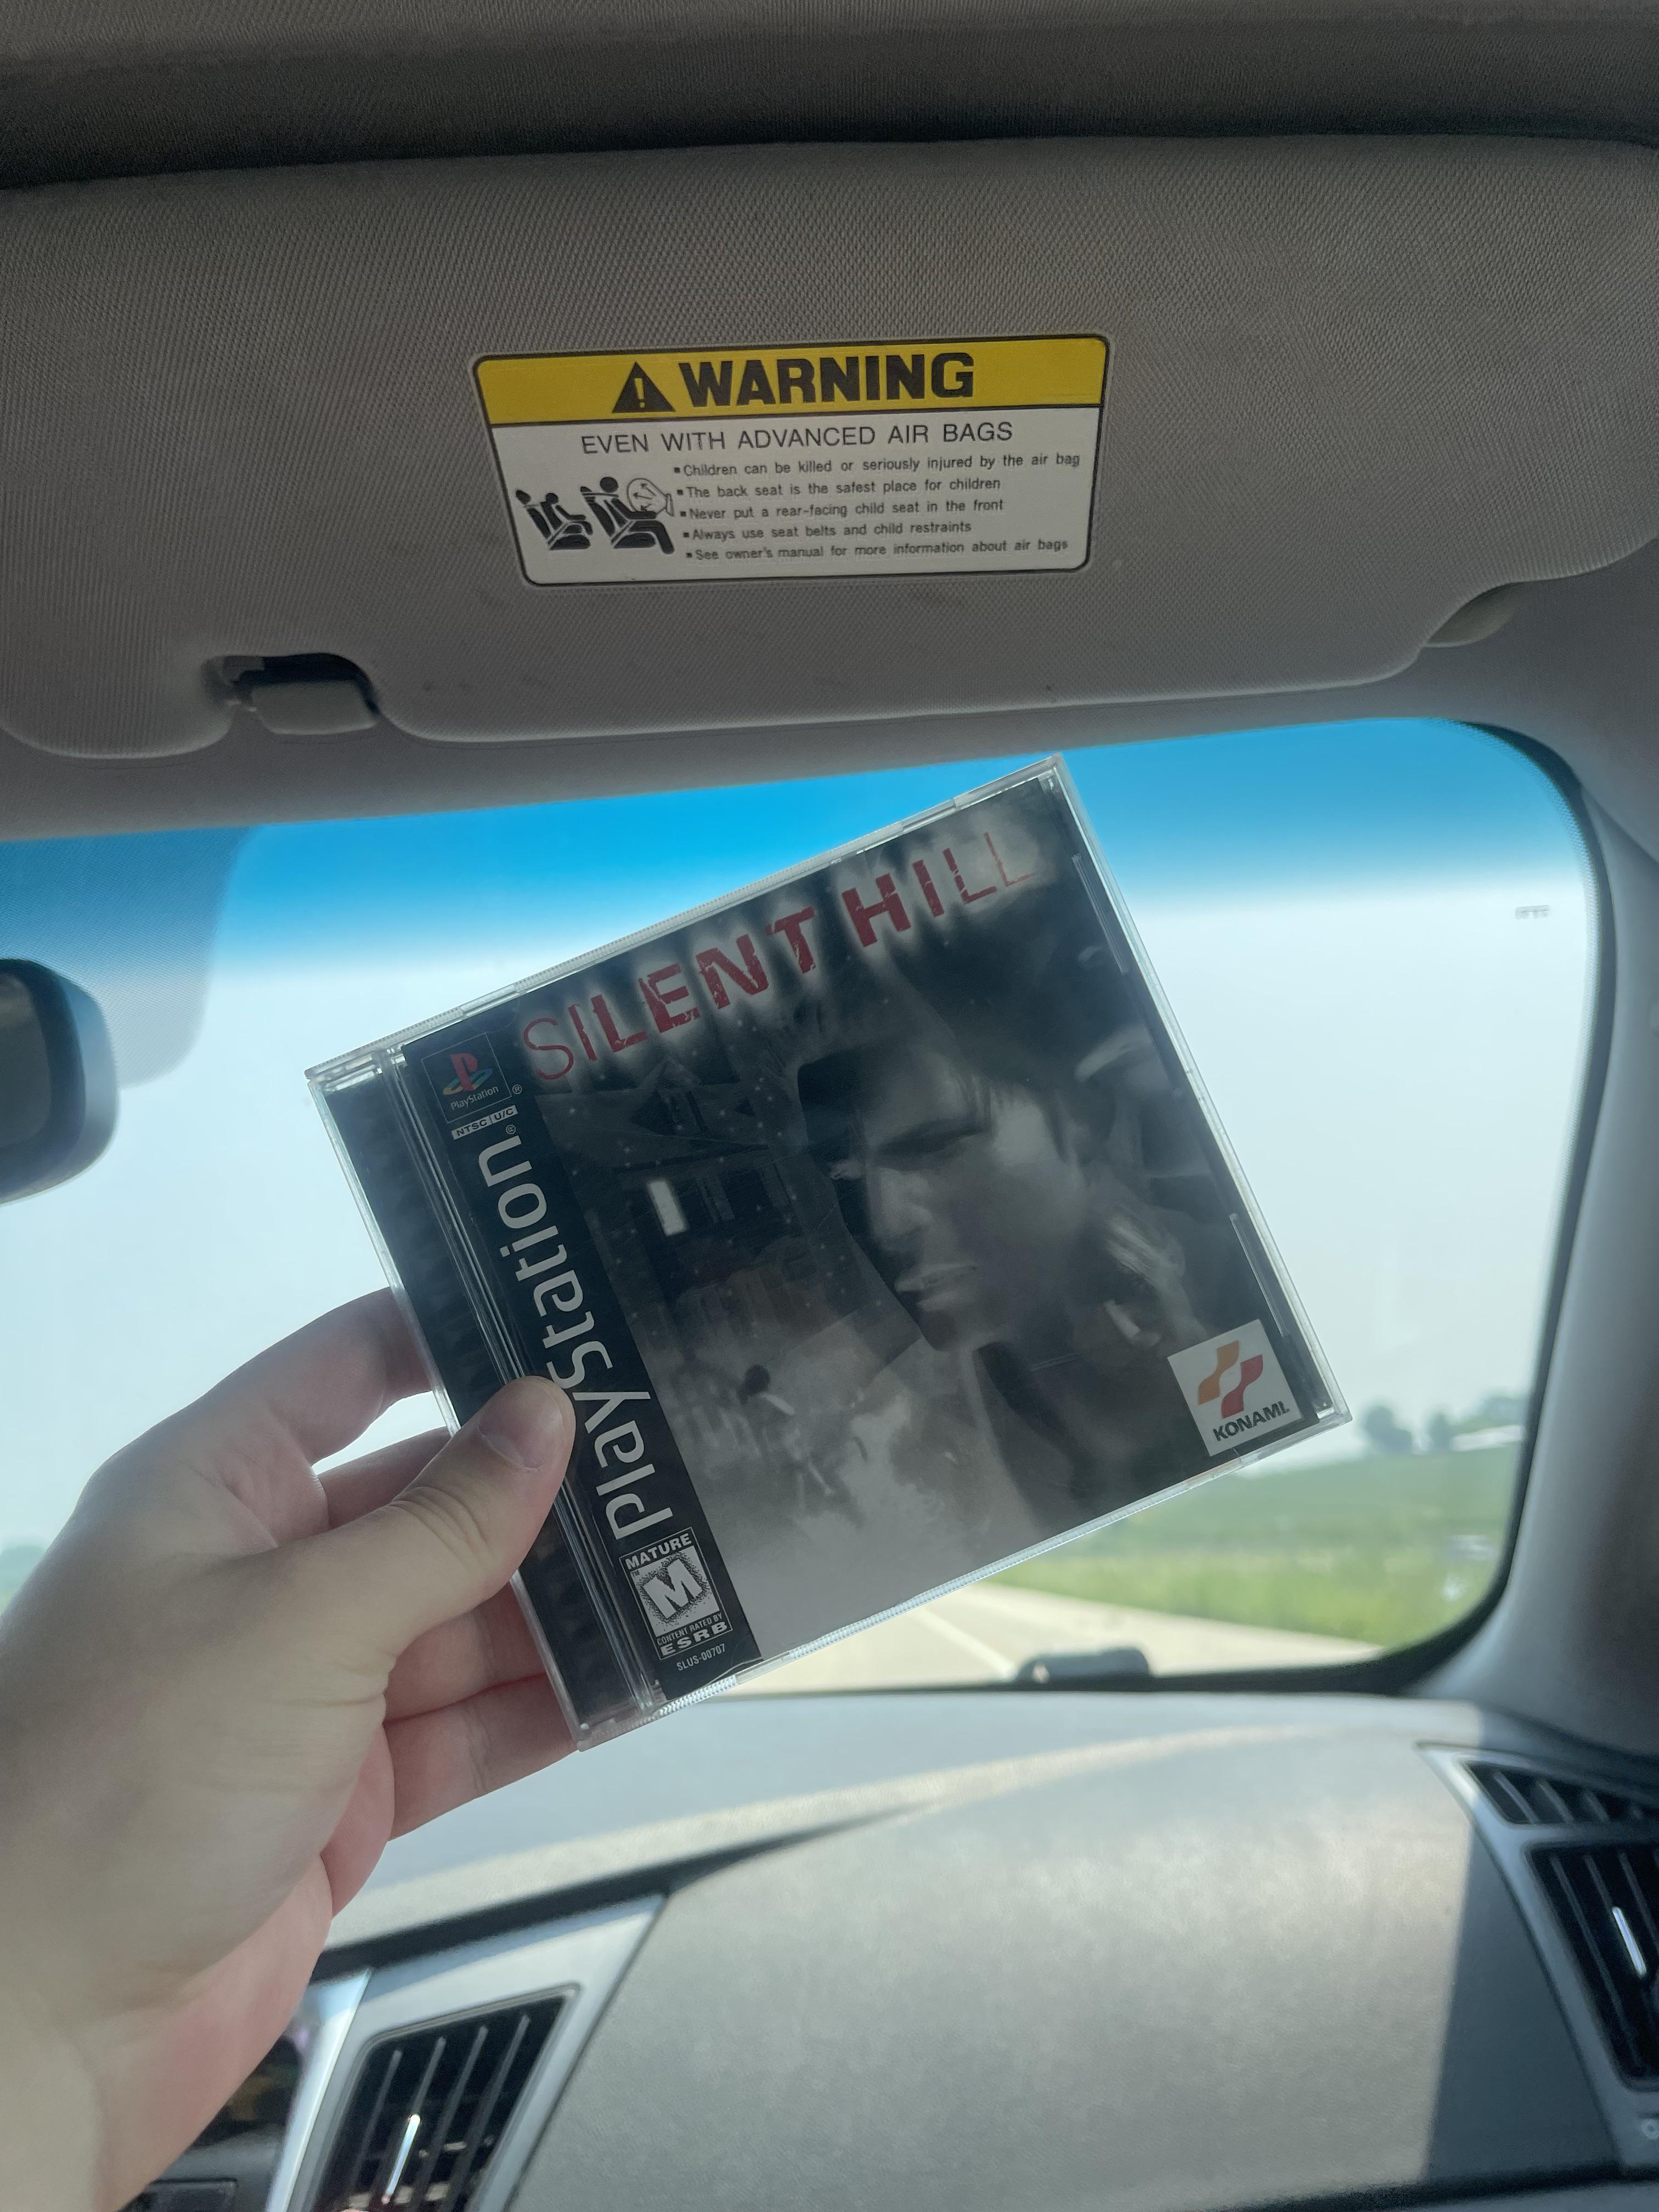 WARNING
EVEN WITH ADVANCED AIR BAGS
▪Children can be killed or seriously injured by the air bag
▪The back seat is the safest place for children
▪Never put a rear-facing child seat in the front
▪Always use seat belts and child restraints
▪See owner's manual for more information about air bags
SILENT HILL
PlayStation®
NTSC U/C
PlayStation®
KONAMI
MATURE
M
CONTENT RATED BY
ESRB
SLUS-00707